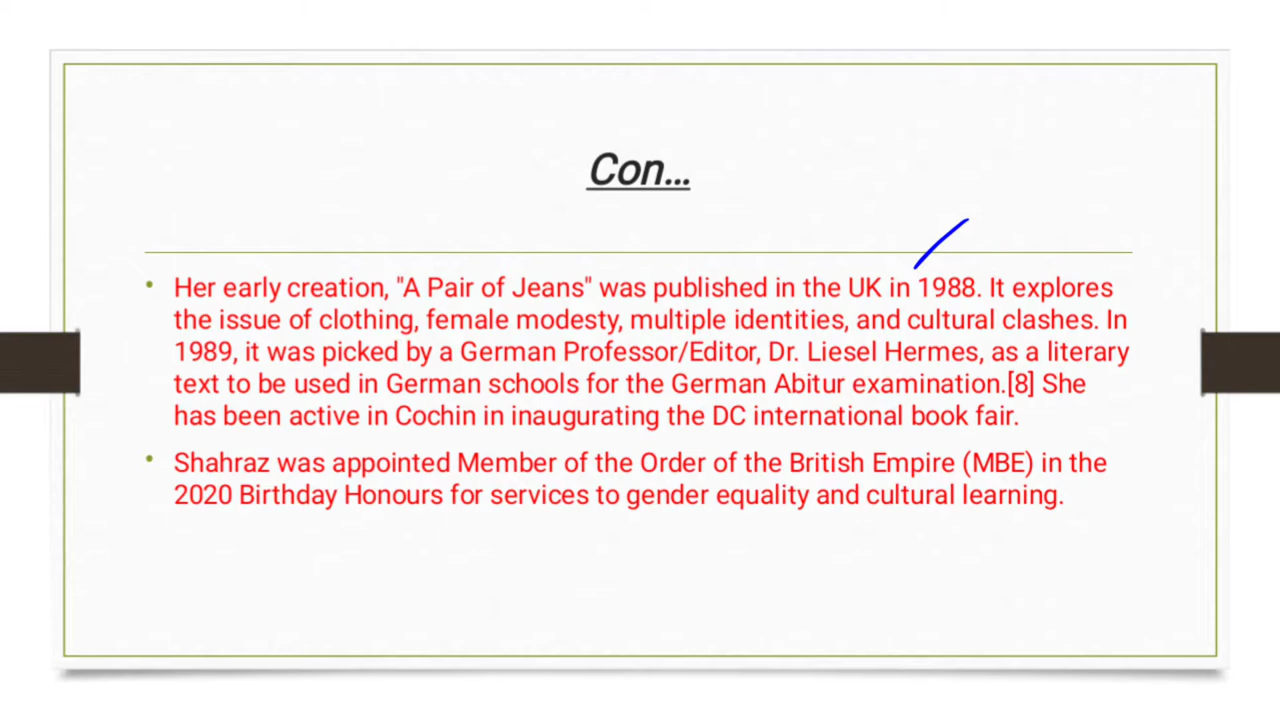 Con...
• Her early creation, "A Pair of Jeans" was published in the UK in 1988. It explores
the issue of clothing, female modesty, multiple identities, and cultural clashes. In
1989, it was picked by a German Professor/Editor, Dr. Liesel Hermes, as a literary
text to be used in German schools for the German Abitur examination.[8] She
has been active in Cochin in inaugurating the DC international book fair.
• Shahraz was appointed Member of the Order of the British Empire (MBE) in the
2020 Birthday Honours for services to gender equality and cultural learning.